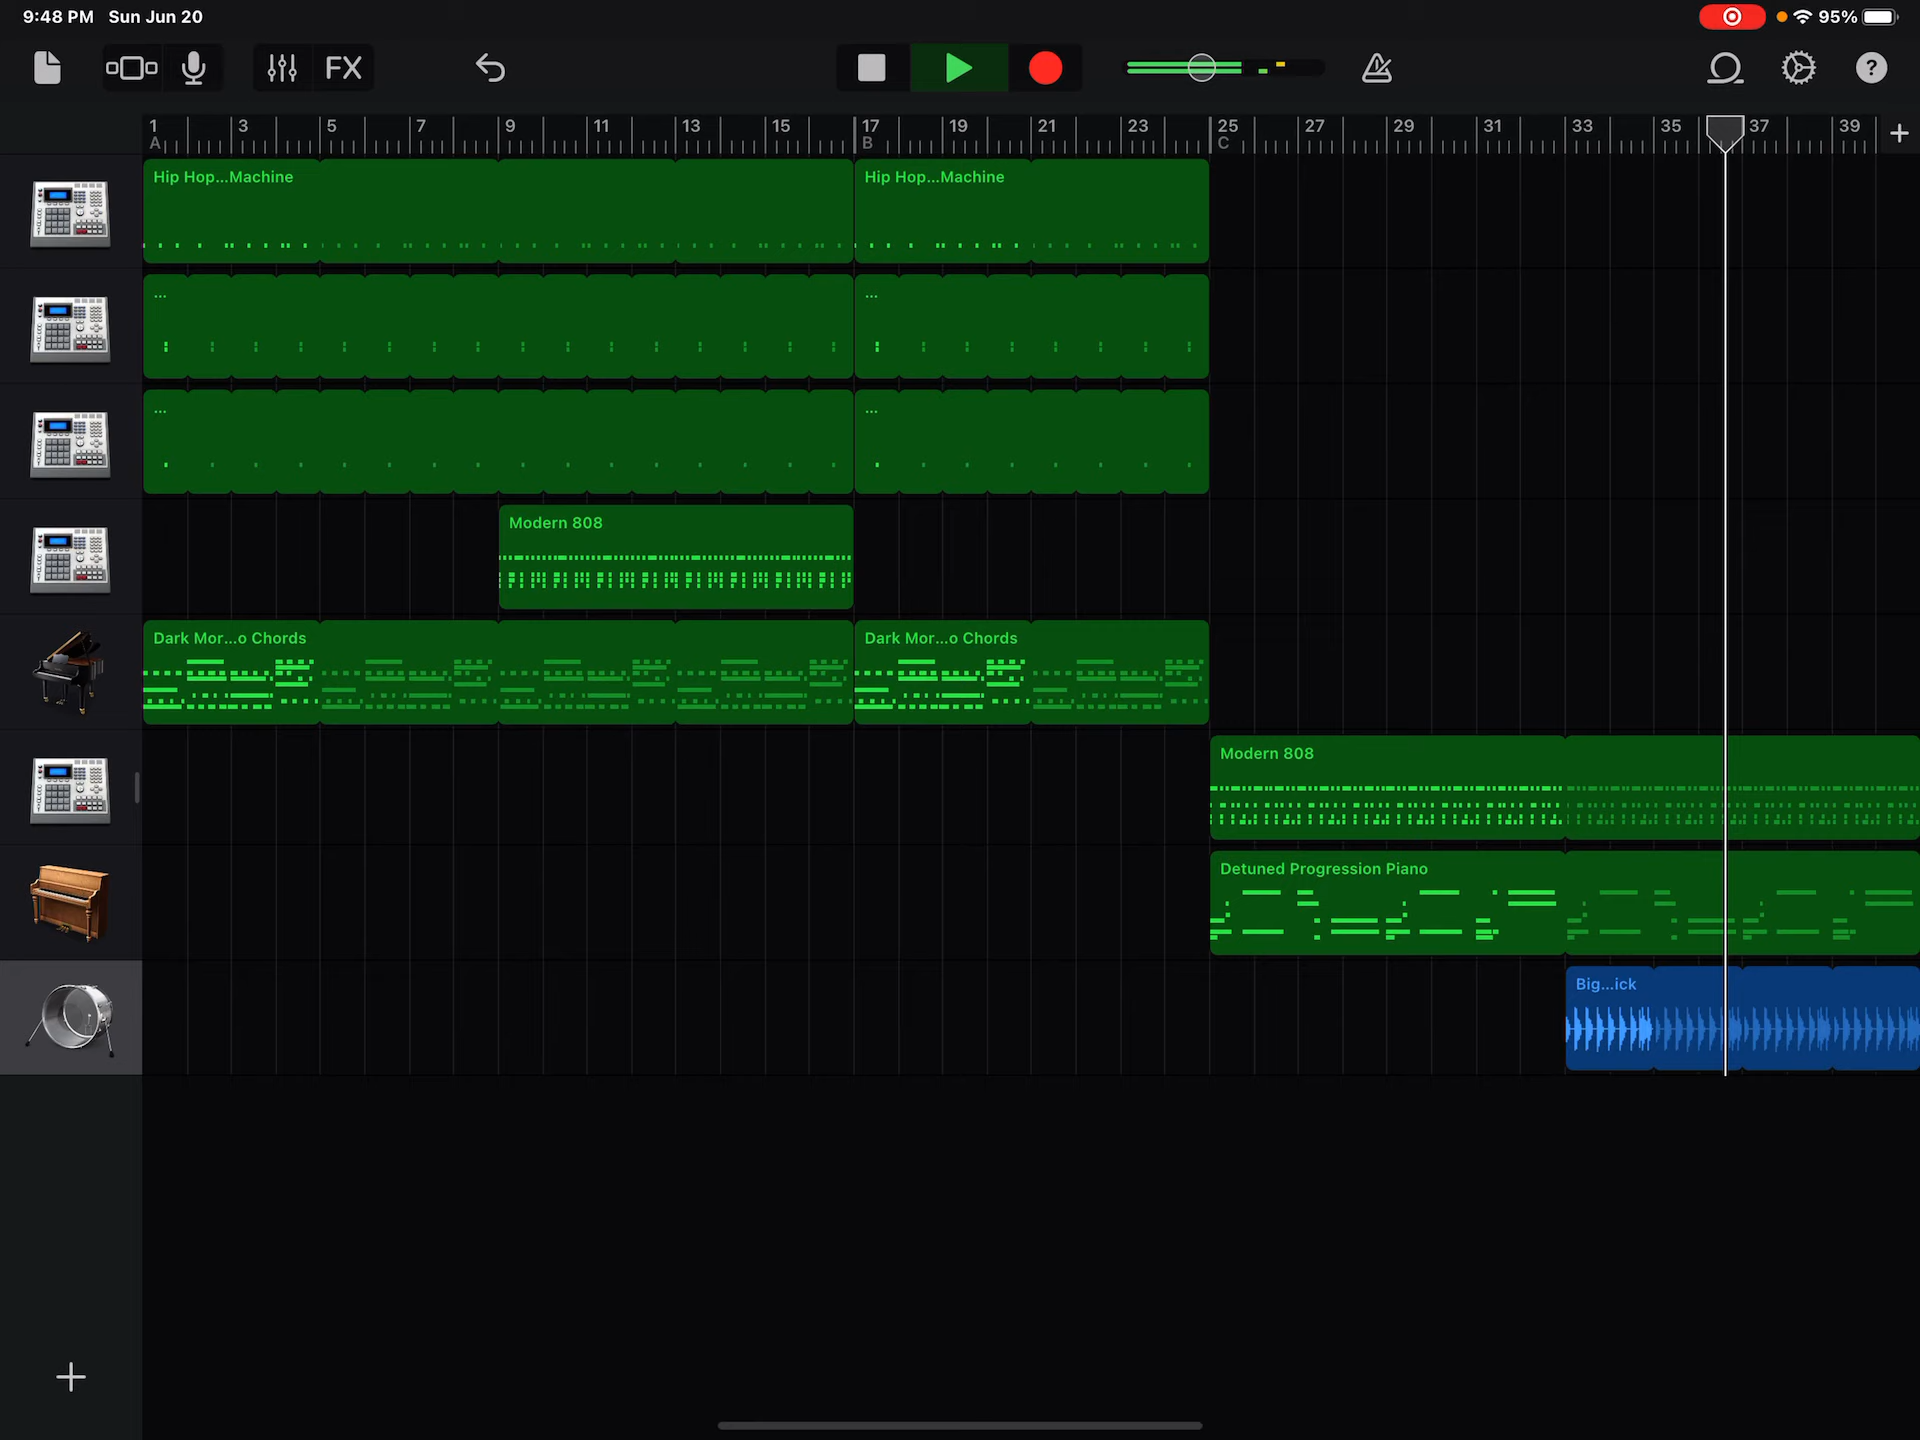 9:48 PM Sun Jun 20
95%
FX
?
1 3 5 7 9 11 13 15 17 19 21 23 25 27 29 31 33 35 37 39
A B C
Hip Hop...Machine Hip Hop...Machine
... ...
... ...
Modern 808
Dark Mor...o Chords Dark Mor...o Chords
Modern 808
Detuned Progression Piano
Big...ick